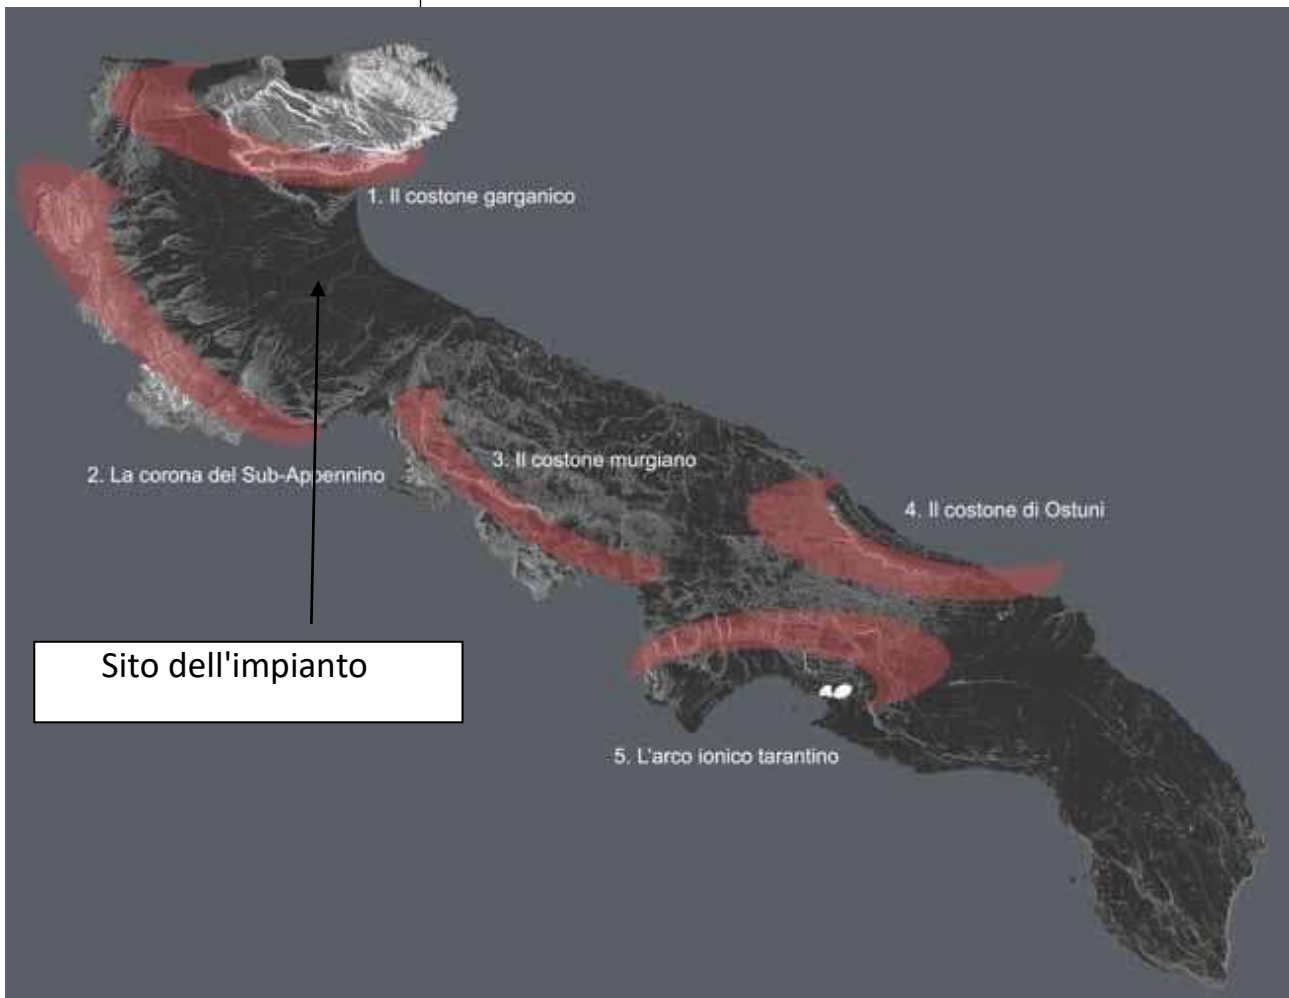 1. Il costone garganico
2. La corona del Sub-Appennino
3. Il costone murgiano
4. Il costone di Ostuni
Sito dell'impianto
5. L'arco ionico tarantino